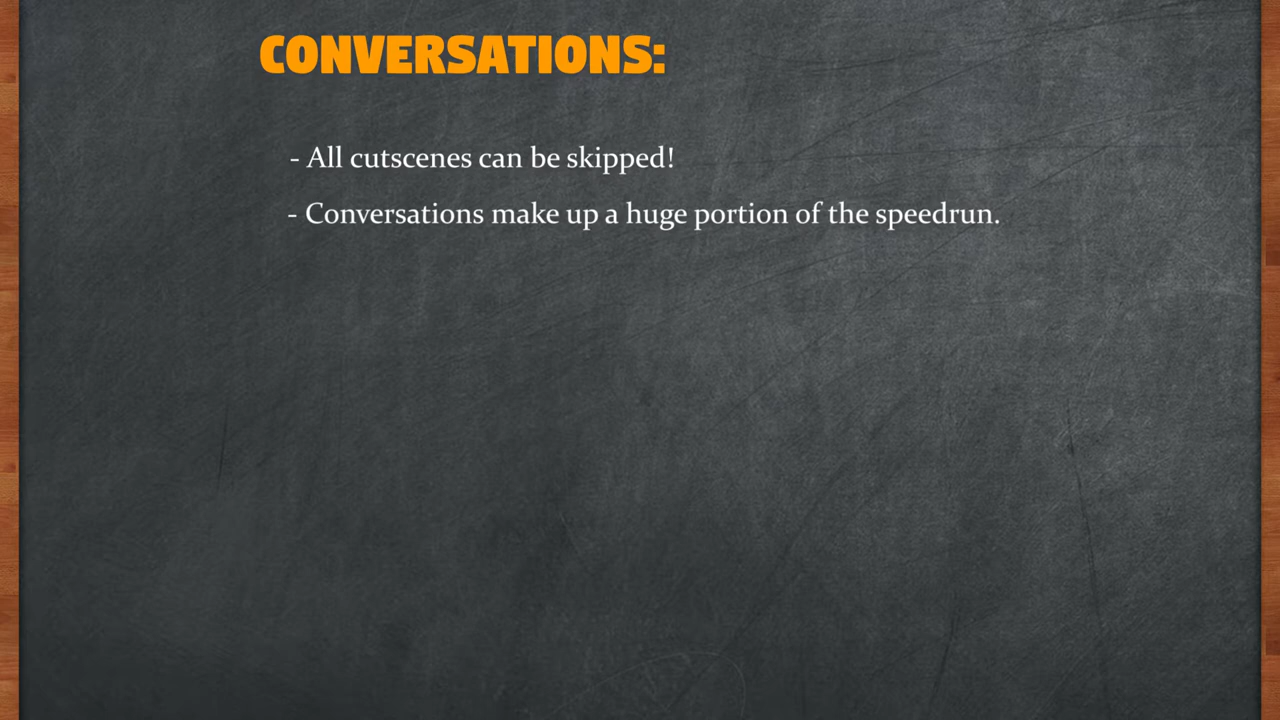 CONVERSATIONS:
- All cutscenes can be skipped!
- Conversations make up a huge portion of the speedrun.